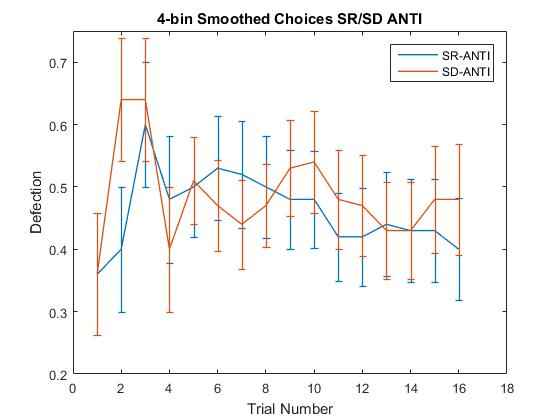 4-bin Smoothed Choices SR/SD ANTI
SR-ANTI
SD-ANTI
0.7
0.6
0.5
0.4
0.3
0.2
Defection
0 2 4 6 8 10 12 14 16 18
Trial Number